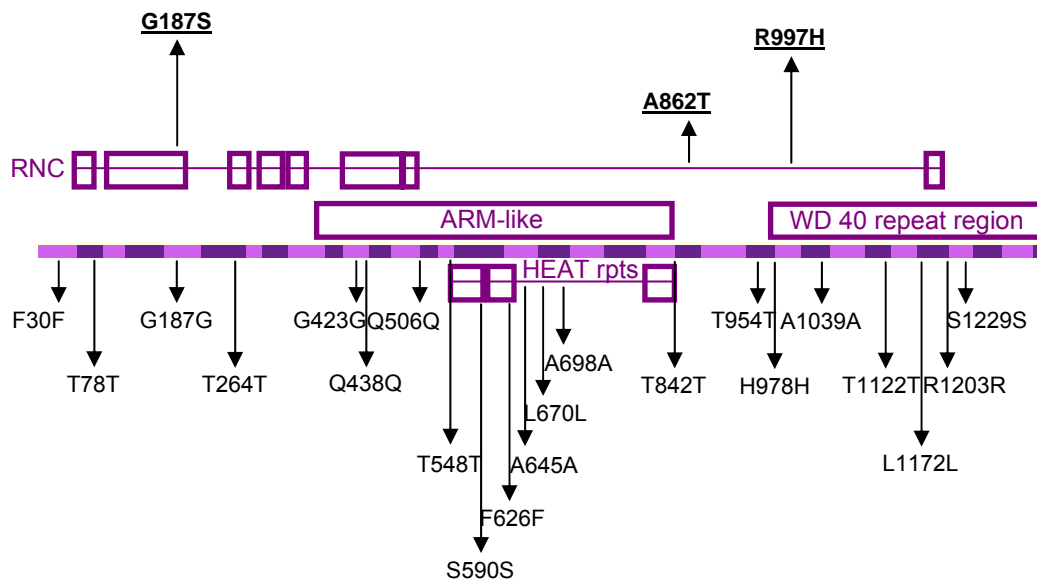 G187S
R997H
A862T
RNC
ARM-like
WD 40 repeat region
HEAT rpts
F30F G187G G423G Q506Q T954T A1039A S1229S
A698A
T78T T264T Q438Q T842T H978H T1122T R1203R
L670L
T548T A645A L1172L
F626F
S590S